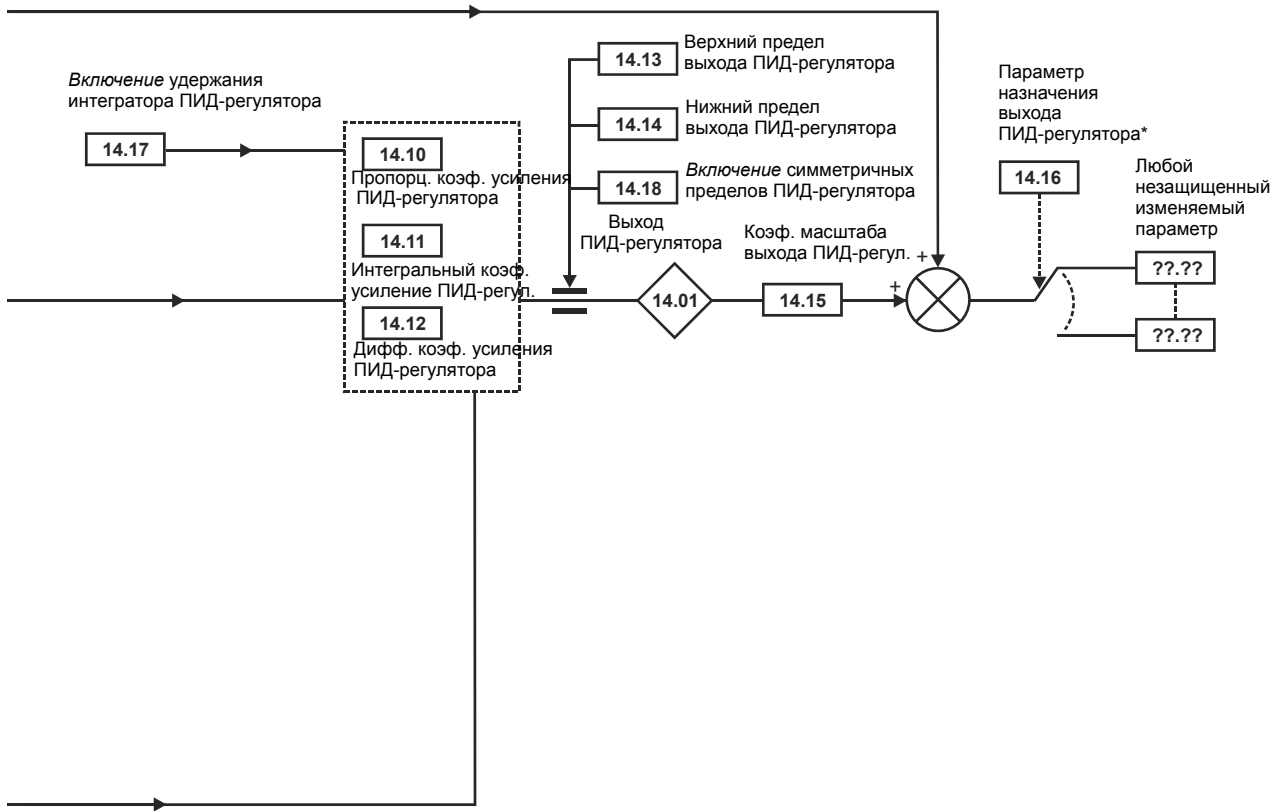 Включение удержания
интегратора ПИД-регулятора
14.17
14.10
Пропорц. коэф. усиления
ПИД-регулятора
14.11
Интегральный коэф.
усиление ПИД-регул.
14.12
Дифф. коэф. усиления
ПИД-регулятора
14.13
Верхний предел
выхода ПИД-регулятора
14.14
Нижний предел
выхода ПИД-регулятора
14.18
Включение симметричных
пределов ПИД-регулятора
Выход
ПИД-регулятора
14.01
Коэф. масштаба
выхода ПИД-регул.
14.15
+
+
Параметр
назначения
выхода
ПИД-регулятора*
14.16
Любой
незащищенный
изменяемый
параметр
??.??
??.??